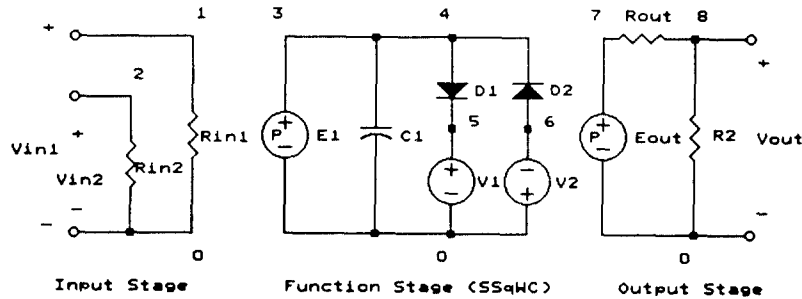 1 3 4 7 Rout 8
+ + 
2
D1 D2
+ 5 6
Rin1 P + - E1 C1 P + - Eout R2 Vout
Vin1 + Rin2
Vin2 + - V1 - + V2
- - -
0 0 0
Input Stage Function Stage (SSqWC) Output Stage